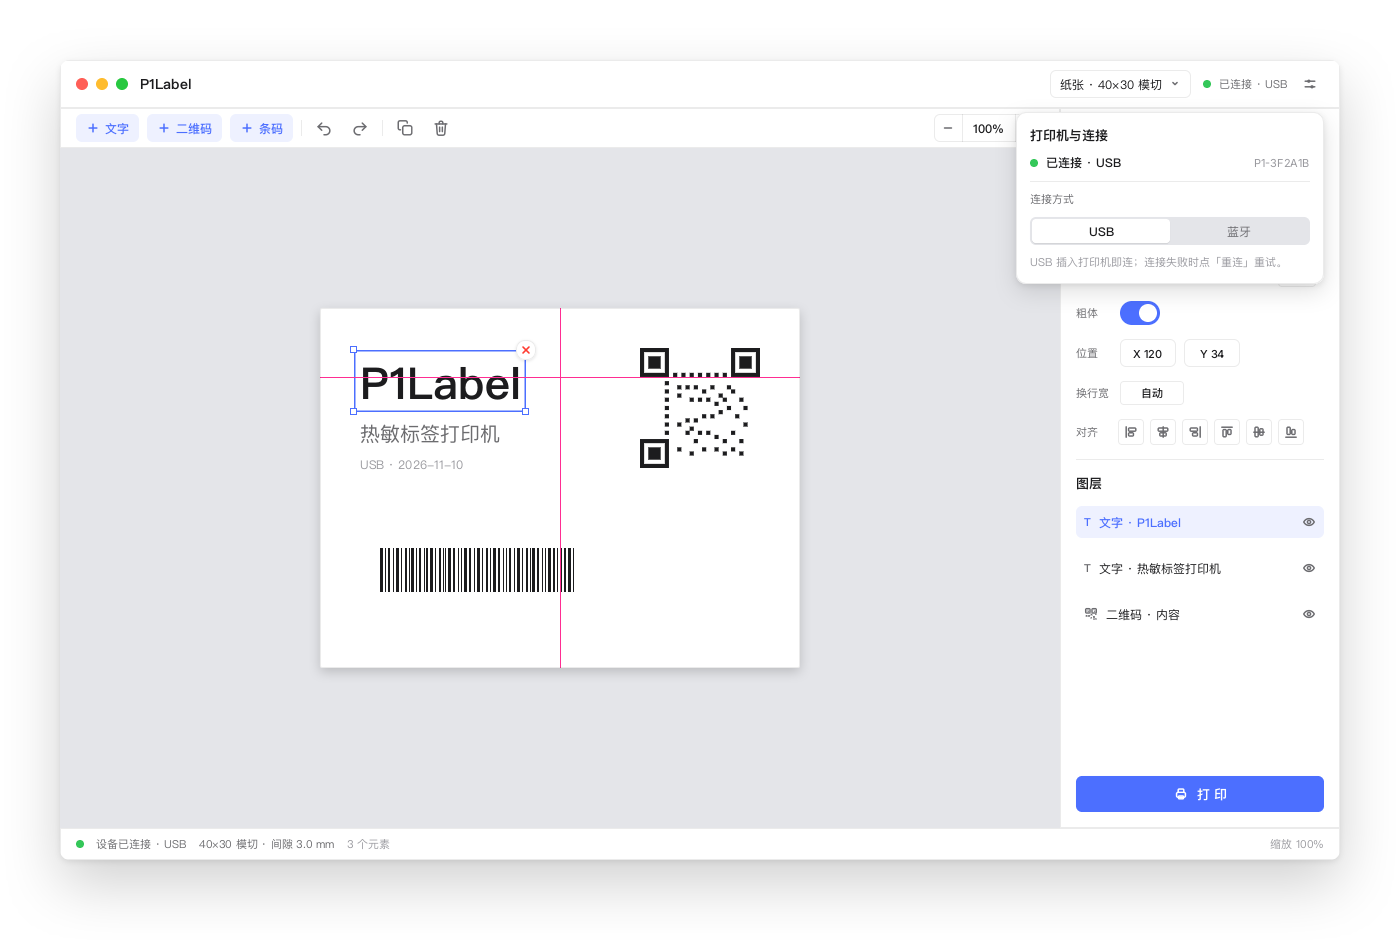 P1Label
纸张 · 40×30 模切
已连接 · USB
文字
二维码
条码
100%
打印机与连接
已连接 · USB
P1-3F2A1B
连接方式
USB
蓝牙
USB 插入打印机即连；连接失败时点「重连」重试。
P1Label
热敏标签打印机
USB · 2026-11-10
粗体
位置
X 120
Y 34
换行宽
自动
对齐
图层
T 文字 · P1Label
T 文字 · 热敏标签打印机
二维码 · 内容
打 印
设备已连接 · USB
40×30 模切 · 间隙 3.0 mm
3 个元素
缩放 100%